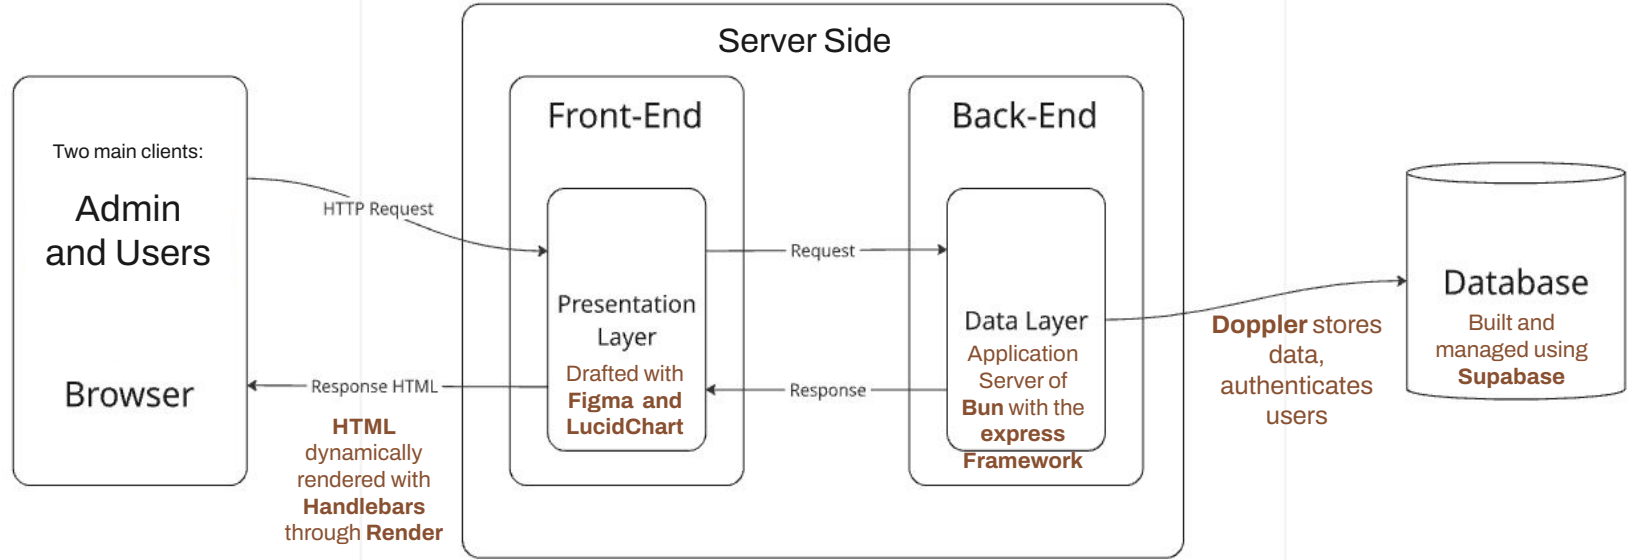 Server Side
Two main clients:
Admin
and Users
Browser
HTTP Request
Response HTML
HTML
dynamically
rendered with
Handlebars
through Render
Front-End
Presentation
Layer
Drafted with
Figma and
LucidChart
Request
Response
Back-End
Data Layer
Application
Server of
Bun with the
express
Framework
Doppler stores
data,
authenticates
users
Database
Built and
managed using
Supabase